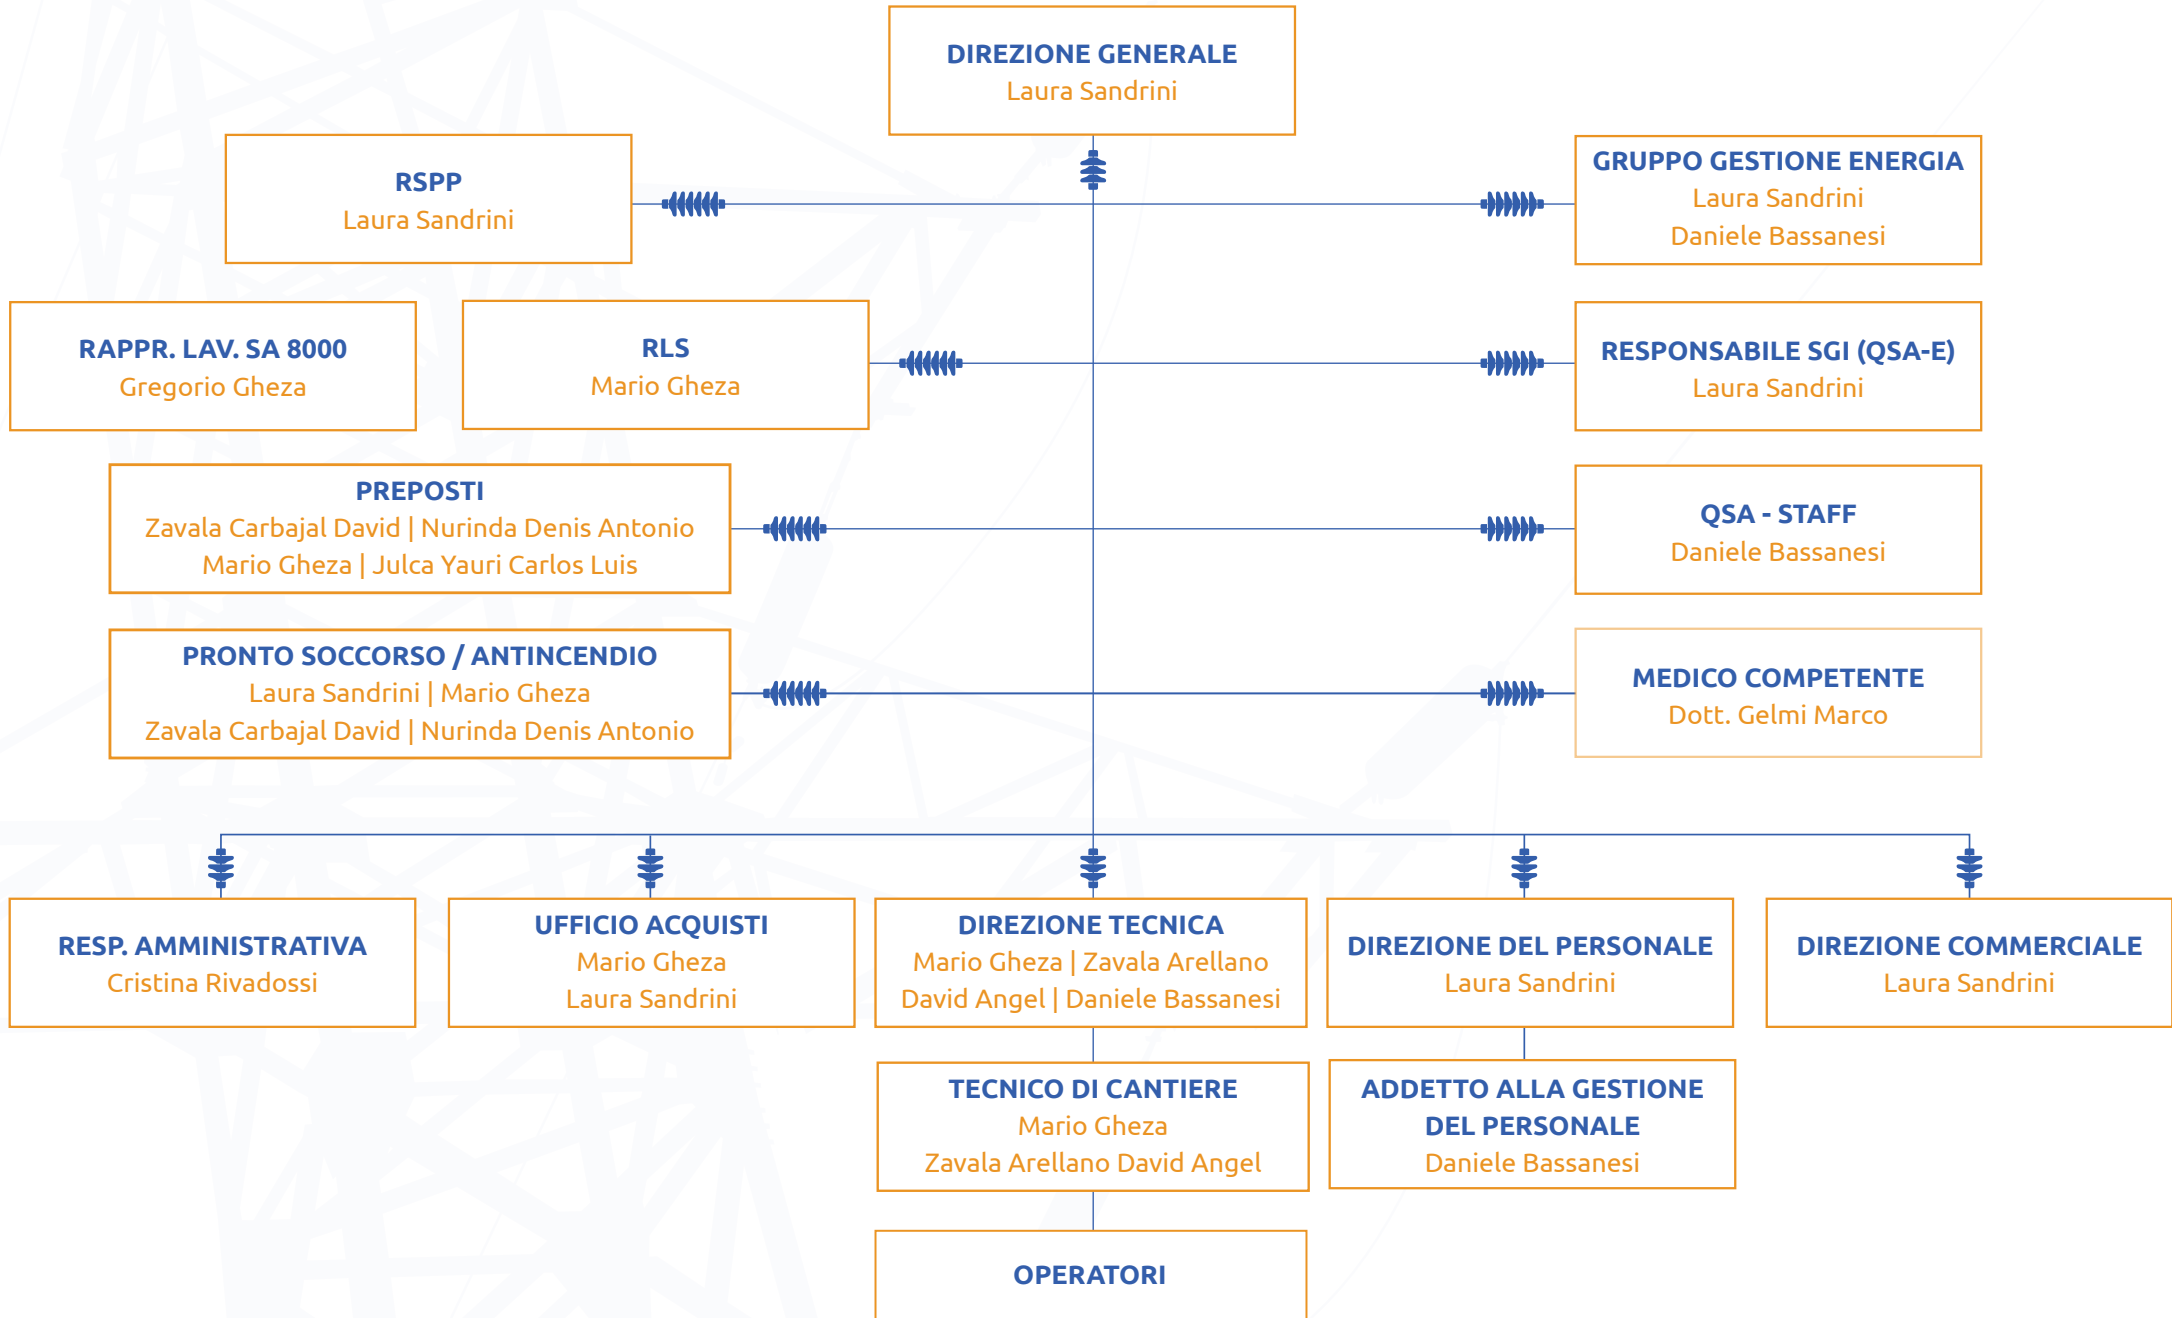 DIREZIONE GENERALE
Laura Sandrini
RSPP
Laura Sandrini
GRUPPO GESTIONE ENERGIA
Laura Sandrini
Daniele Bassanesi
RAPPR. LAV. SA 8000
Gregorio Gheza
RLS
Mario Gheza
RESPONSABILE SGI (QSA-E)
Laura Sandrini
PREPOSTI
Zavala Carbajal David | Nurinda Denis Antonio
Mario Gheza | Julca Yauri Carlos Luis
QSA - STAFF
Daniele Bassanesi
PRONTO SOCCORSO / ANTINCENDIO
Laura Sandrini | Mario Gheza
Zavala Carbajal David | Nurinda Denis Antonio
MEDICO COMPETENTE
Dott. Gelmi Marco
RESP. AMMINISTRATIVA
Cristina Rivadossi
UFFICIO ACQUISTI
Mario Gheza
Laura Sandrini
DIREZIONE TECNICA
Mario Gheza | Zavala Arellano
David Angel | Daniele Bassanesi
DIREZIONE DEL PERSONALE
Laura Sandrini
DIREZIONE COMMERCIALE
Laura Sandrini
TECNICO DI CANTIERE
Mario Gheza
Zavala Arellano David Angel
ADDETTO ALLA GESTIONE
DEL PERSONALE
Daniele Bassanesi
OPERATORI